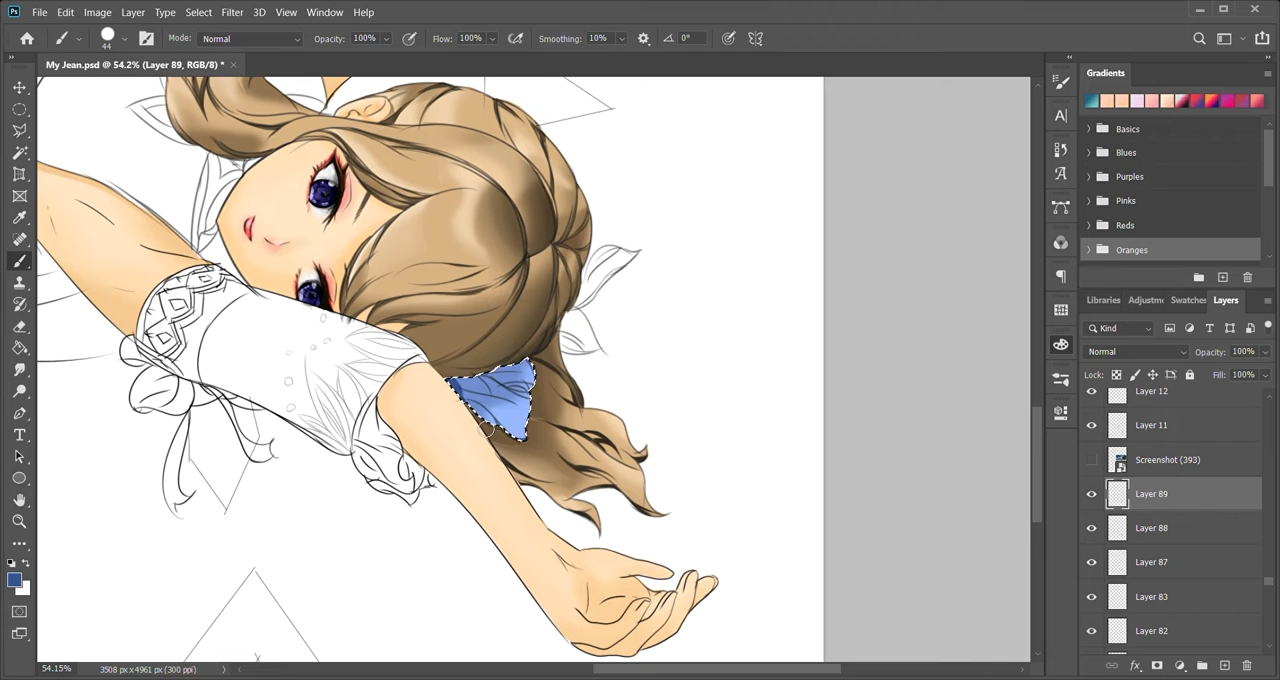 Ps File Edit Image Layer Type Select Filter 3D View Window Help
44 Mode: Normal Opacity: 100% Flow: 100% Smoothing: 10% 0°
My Jean.psd @ 54.2% (Layer 89, RGB/8) *
Gradients
Basics
Blues
Purples
Pinks
Reds
Oranges
Libraries Adjustme Swatches Layers
Kind
Normal Opacity: 100%
Lock: Fill: 100%
Layer 12
Layer 11
Screenshot (393)
Layer 89
Layer 88
Layer 87
Layer 83
Layer 82
54.15% 3508 px x 4961 px (300 ppi)